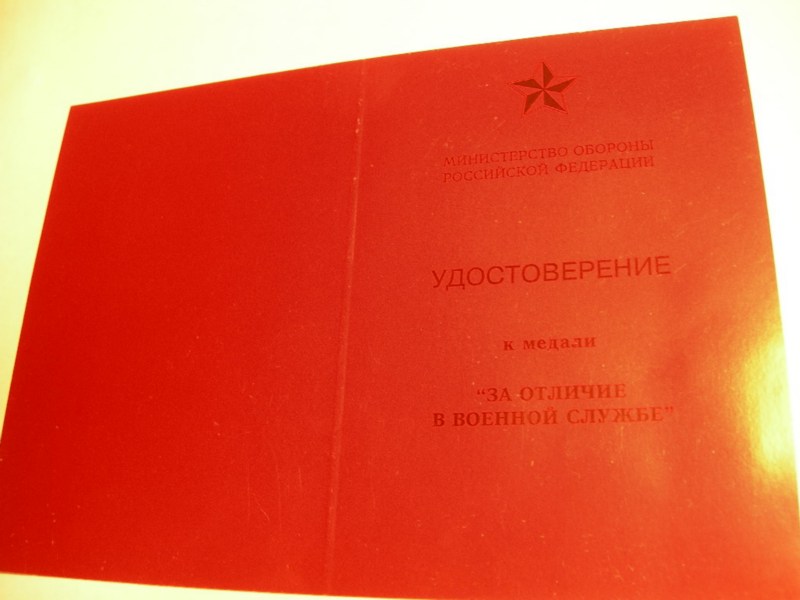 МИНИСТЕРСТВО ОБОРОНЫ
РОССИЙСКОЙ ФЕДЕРАЦИИ
УДОСТОВЕРЕНИЕ
к медали
"ЗА ОТЛИЧИЕ
В ВОЕННОЙ СЛУЖБЕ"